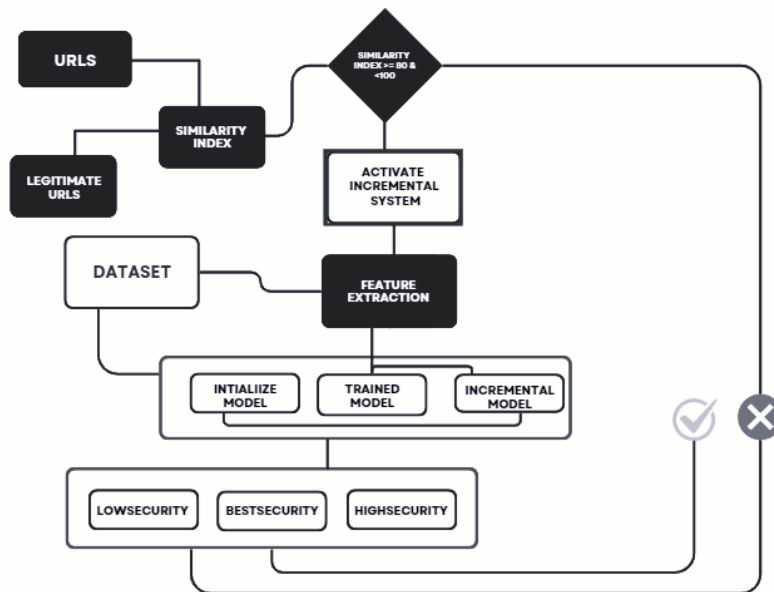 URLS
SIMILARITY
INDEX >= 80 &
<100
SIMILARITY
INDEX
LEGITIMATE
URLS
ACTIVATE
INCREMENTAL
SYSTEM
DATASET
FEATURE
EXTRACTION
INTIALIIZE
MODEL
TRAINED
MODEL
INCREMENTAL
MODEL
LOWSECURITY
BESTSECURITY
HIGHSECURITY